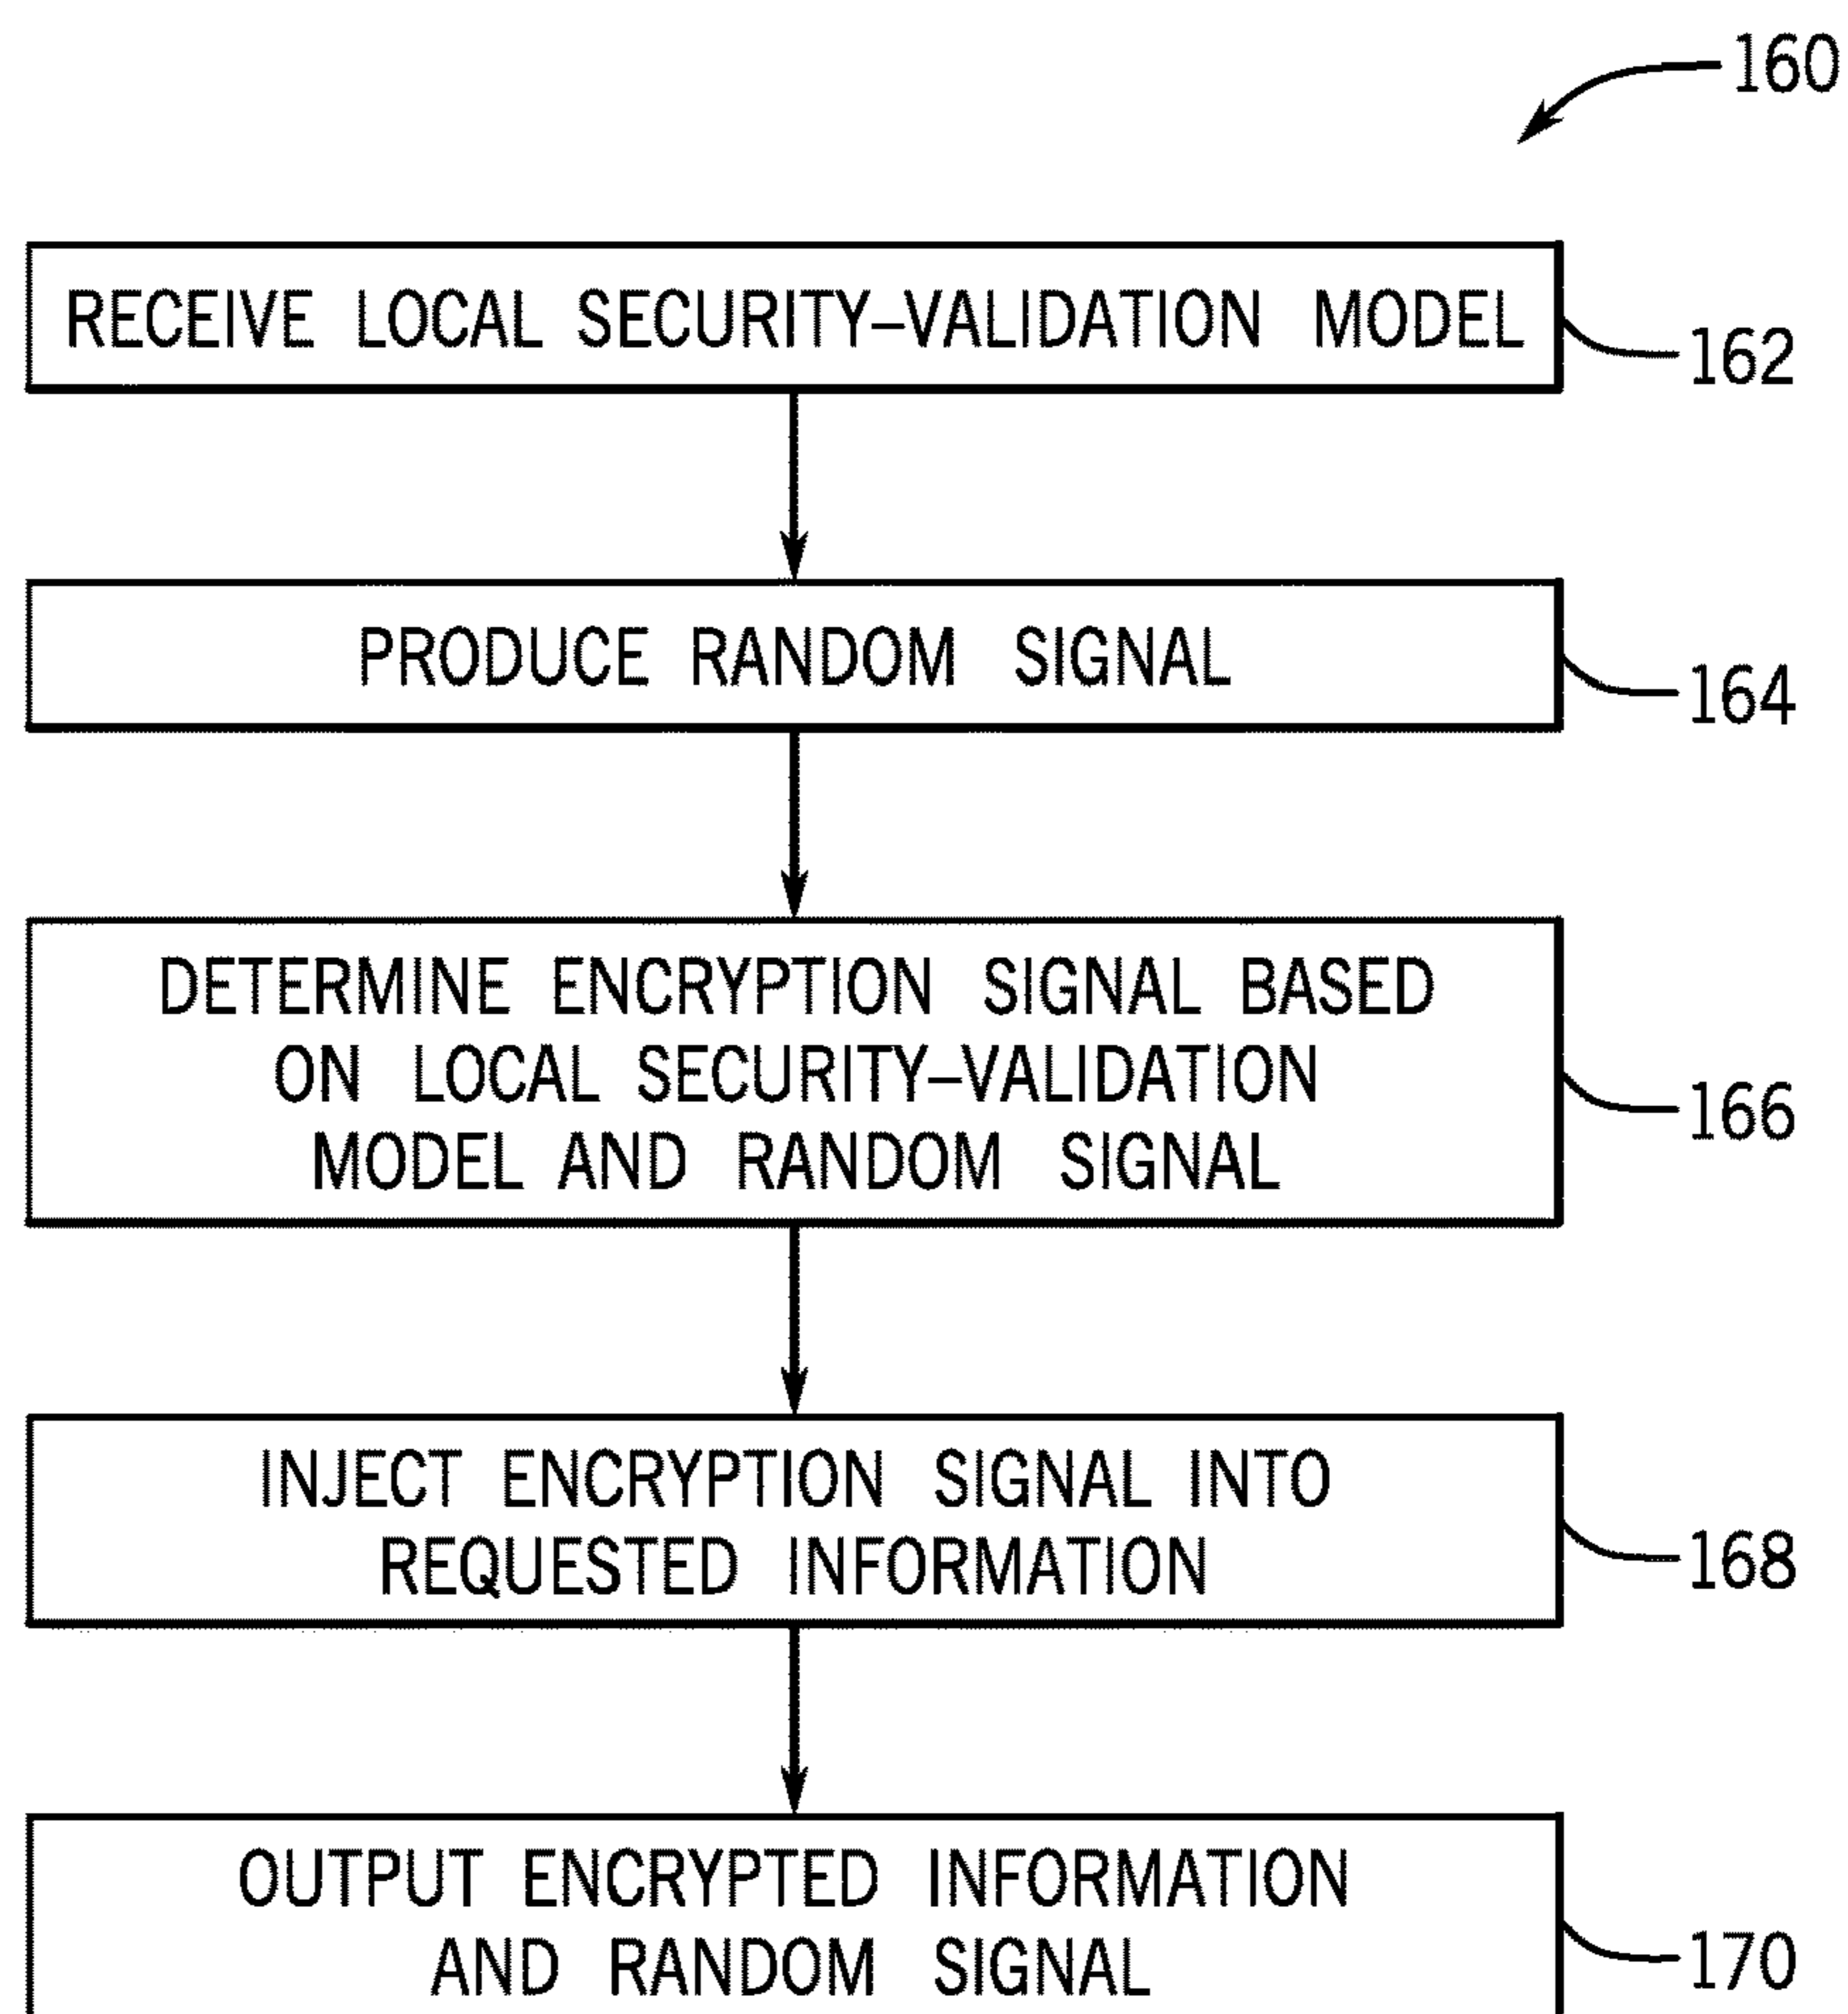 160
RECEIVE LOCAL SECURITY–VALIDATION MODEL
162
PRODUCE RANDOM SIGNAL
164
DETERMINE ENCRYPTION SIGNAL BASED
ON LOCAL SECURITY–VALIDATION
MODEL AND RANDOM SIGNAL
166
INJECT ENCRYPTION SIGNAL INTO
REQUESTED INFORMATION
168
OUTPUT ENCRYPTED INFORMATION
AND RANDOM SIGNAL
170